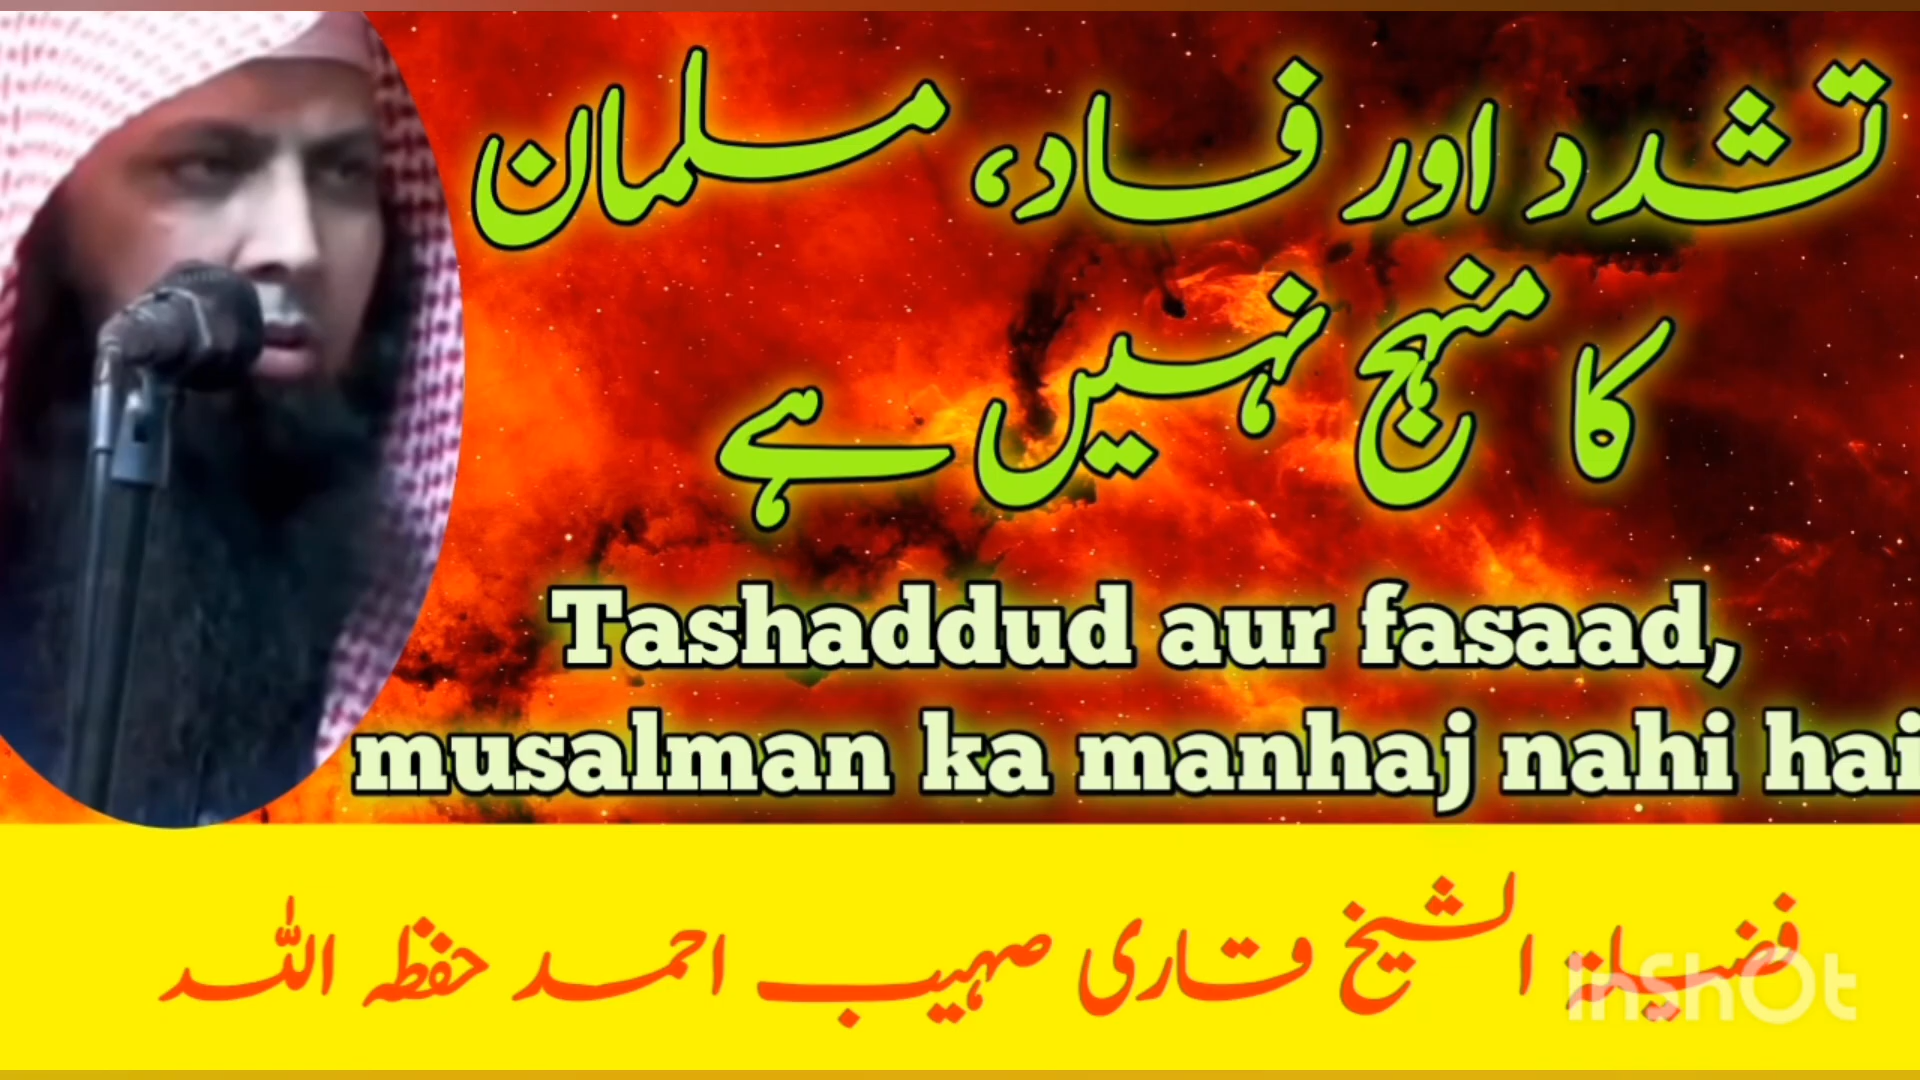 تشدد اور فساد، مسلمان
کا منہج نہیں ہے
Tashaddud aur fasaad,
musalman ka manhaj nahi hai
فضیلۃ الشیخ قاری صہیب احمد حفظہ اللہ
InShOt